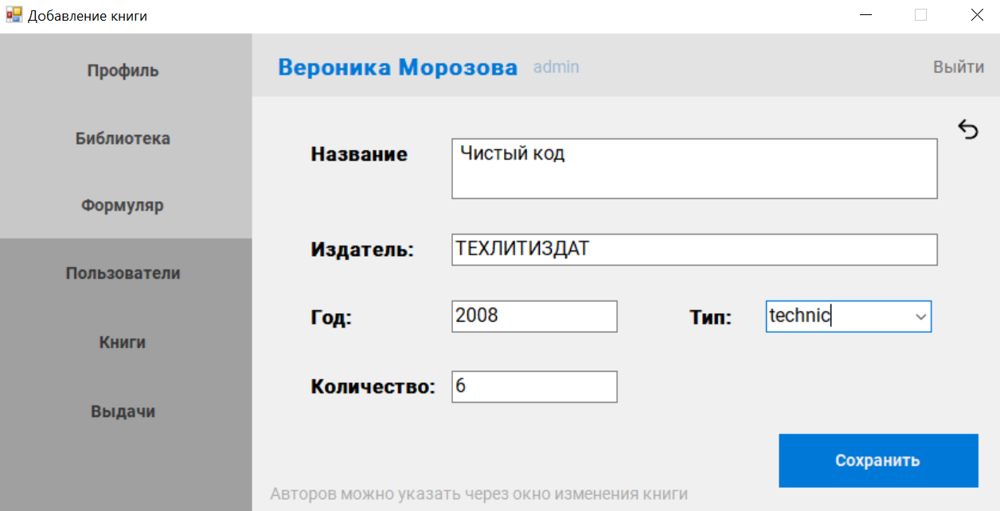 Добавление книги
Профиль
Библиотека
Формуляр
Пользователи
Книги
Выдачи
Вероника Морозова admin Выйти
Название Чистый код
Издатель: ТЕХЛИТИЗДАТ
Год: 2008 Тип: technic
Количество: 6
Сохранить
Авторов можно указать через окно изменения книги